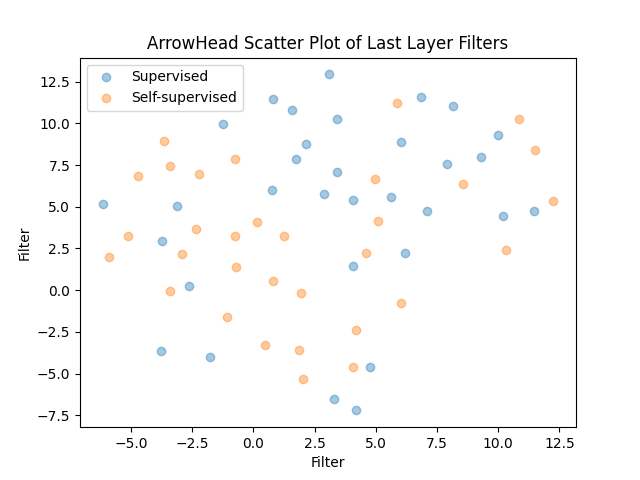 ArrowHead Scatter Plot of Last Layer Filters
Supervised
Self-supervised
12.5
10.0
7.5
5.0
2.5
0.0
−2.5
−5.0
−7.5
Filter
−5.0 −2.5 0.0 2.5 5.0 7.5 10.0 12.5
Filter